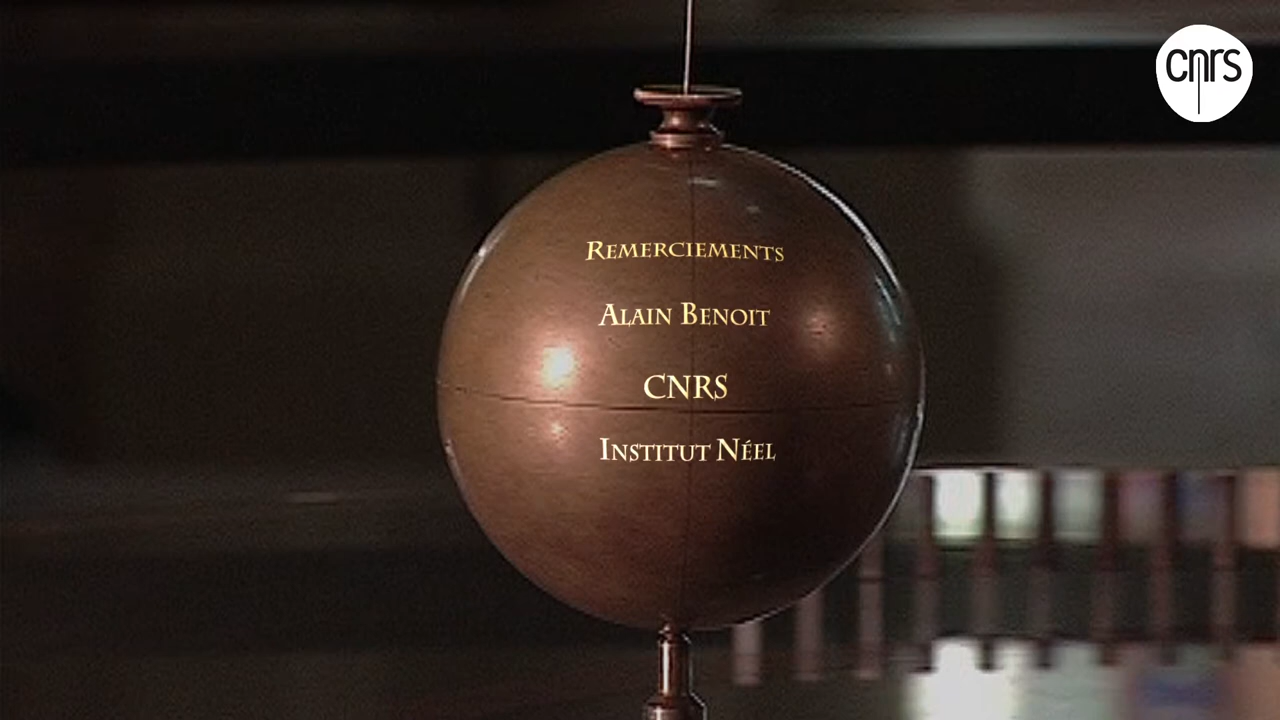 cnrs
Remerciements
Alain Benoit
CNRS
Institut Néel